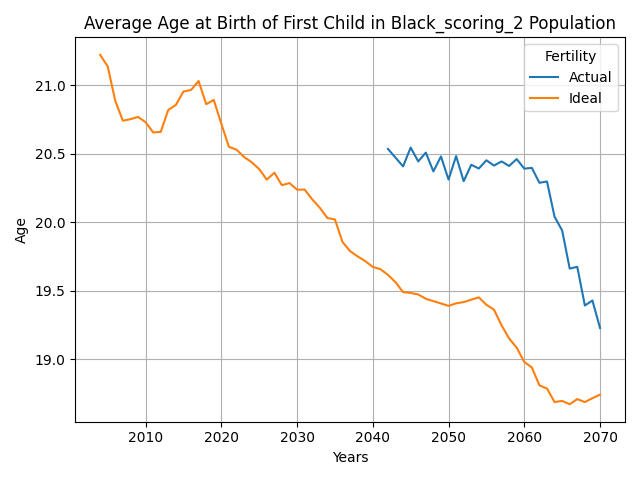 Average Age at Birth of First Child in Black_scoring_2 Population
Fertility
Actual
Ideal
Age
21.0
20.5
20.0
19.5
19.0
2010 2020 2030 2040 2050 2060 2070
Years